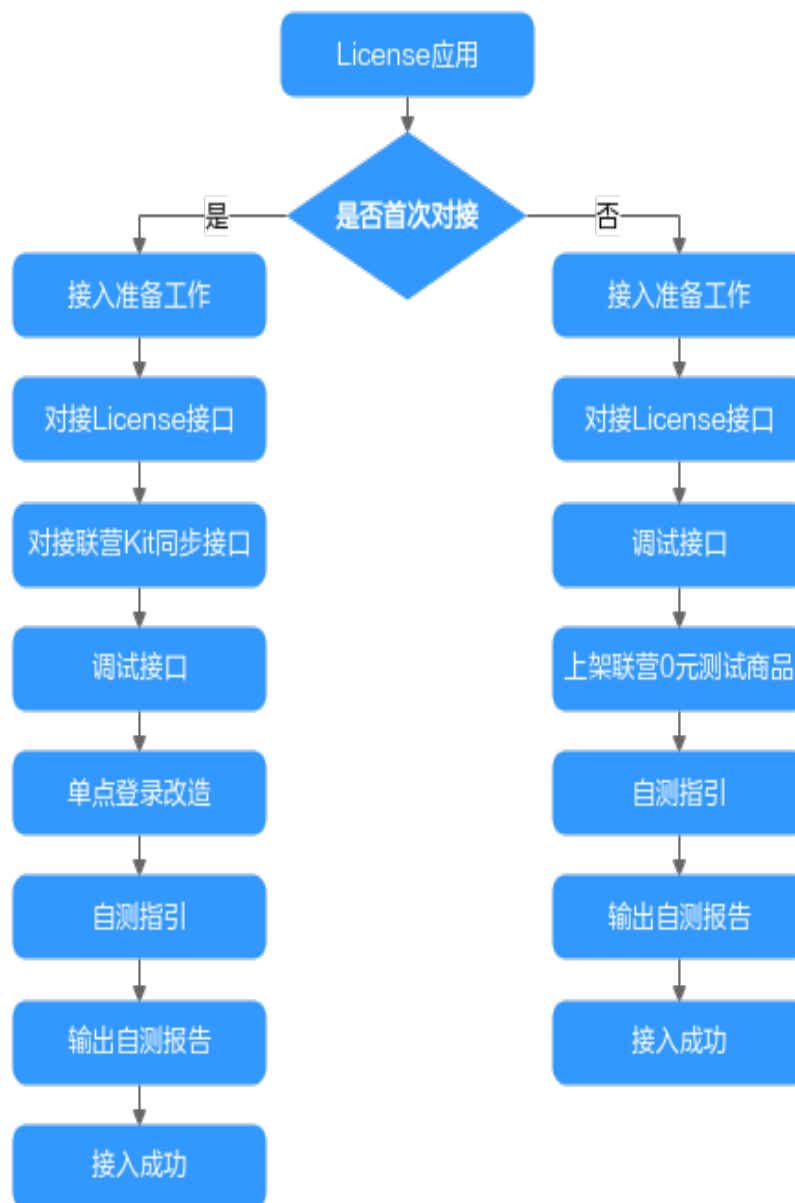 License应用
是否首次对接
是
否
接入准备工作
对接License接口
对接联营Kit同步接口
调试接口
单点登录改造
自测指引
输出自测报告
接入成功
接入准备工作
对接License接口
调试接口
上架联营0元测试商品
自测指引
输出自测报告
接入成功